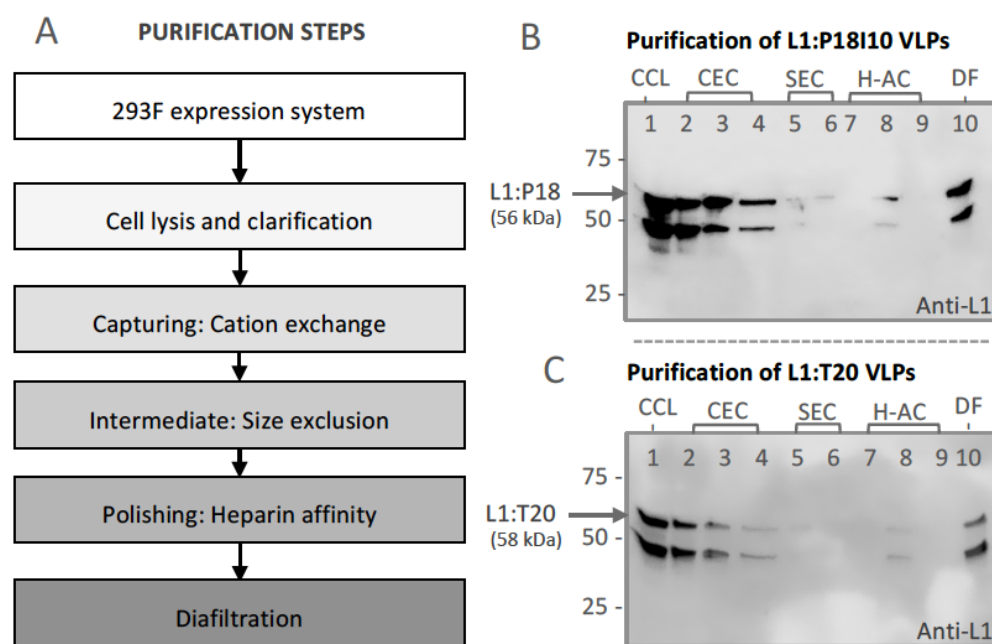 A
PURIFICATION STEPS
293F expression system
Cell lysis and clarification
Capturing: Cation exchange
Intermediate: Size exclusion
Polishing: Heparin affinity
Diafiltration
B
Purification of L1:P18I10 VLPs
CCL CEC SEC H-AC DF
1 2 3 4 5 6 7 8 9 10
75 -
L1:P18
(56 kDa)
50 -
25 -
Anti-L1
C
Purification of L1:T20 VLPs
CCL CEC SEC H-AC DF
1 2 3 4 5 6 7 8 9 10
75 -
L1:T20
(58 kDa)
50 -
25 -
Anti-L1